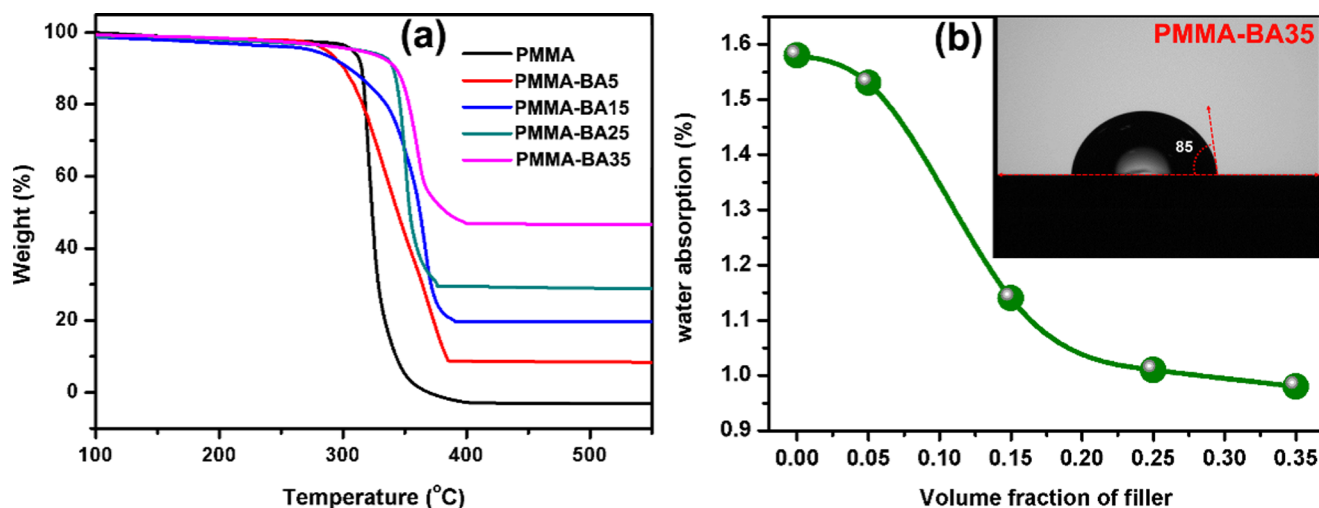 (a)
PMMA
PMMA-BA5
PMMA-BA15
PMMA-BA25
PMMA-BA35
Weight (%)
100
80
60
40
20
0
100 200 300 400 500
Temperature (°C)
(b)
PMMA-BA35
85
water absorption (%)
1.6
1.5
1.4
1.3
1.2
1.1
1.0
0.9
0.00 0.05 0.10 0.15 0.20 0.25 0.30 0.35
Volume fraction of filler